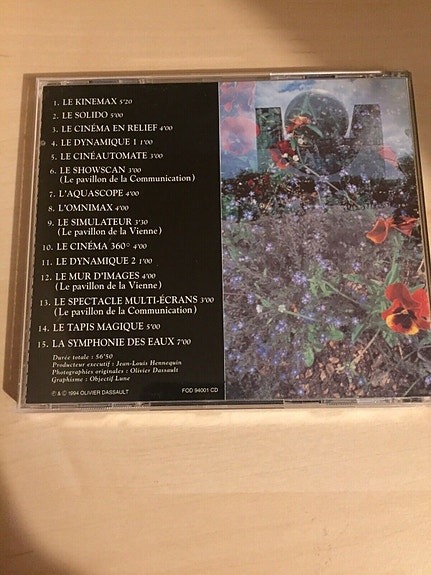 1. LE KINEMAX 5'20
2. LE SOLIDO 5'00
3. LE CINÉMA EN RELIEF 4'00
4. LE DYNAMIQUE 1 1'00
5. LE CINÉAUTOMATE 3'00
6. LE SHOWSCAN 3'00
(Le pavillon de la Communication)
7. L'AQUASCOPE 4'00
8. L'OMNIMAX 4'00
9. LE SIMULATEUR 3'30
(Le pavillon de la Vienne)
10. LE CINÉMA 360° 4'00
11. LE DYNAMIQUE 2 1'00
12. LE MUR D'IMAGES 4'00
(Le pavillon de la Vienne)
13. LE SPECTACLE MULTI-ÉCRANS 3'00
(Le pavillon de la Communication)
14. LE TAPIS MAGIQUE 5'00
15. LA SYMPHONIE DES EAUX 7'00
Durée totale : 56'50
Producteur executif : Jean-Louis Hennequin
Photographies originales : Olivier Dassault
Graphisme : Objectif Lune
℗ & © 1994 OLIVIER DASSAULT
FOD 94001 CD